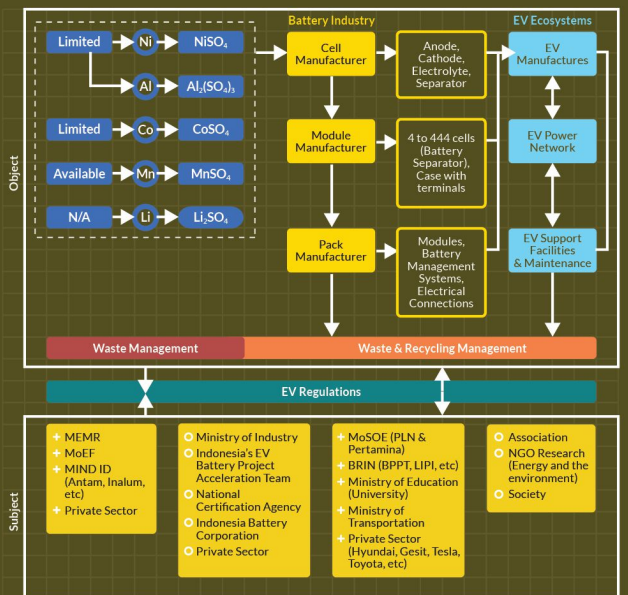 Battery Industry
EV Ecosystems
Object
Limited
Ni
NiSO₄
Al
Al₂(SO₄)₃
Limited
Co
CoSO₄
Available
Mn
MnSO₄
N/A
Li
Li₂SO₄
Cell
Manufacturer
Anode,
Cathode,
Electrolyte,
Separator
EV
Manufactures
Module
Manufacturer
4 to 444 cells
(Battery
Separator),
Case with
terminals
EV Power
Network
Pack
Manufacturer
Modules,
Battery
Management
Systems,
Electrical
Connections
EV Support
Facilities
& Maintenance
Waste Management
Waste & Recycling Management
EV Regulations
Subject
MEMR
MoEF
MIND ID
(Antam, Inalum,
etc)
Private Sector
Ministry of Industry
Indonesia's EV
Battery Project
Acceleration Team
National
Certification Agency
Indonesia Battery
Corporation
Private Sector
MoSOE (PLN &
Pertamina)
BRIN (BPPT, LIPI, etc)
Ministry of Education
(University)
Ministry of
Transportation
Private Sector
(Hyundai, Gesit, Tesla,
Toyota, etc)
Association
NGO Research
(Energy and the
environment)
Society